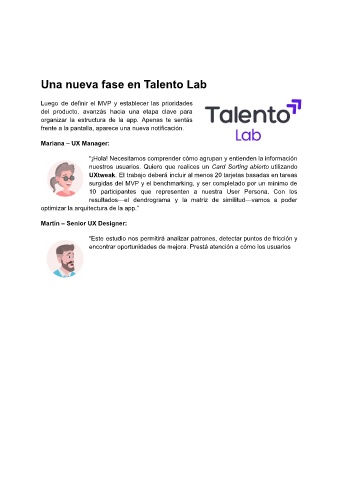 Una nueva fase en Talento Lab
Luego de definir el MVP y establecer las prioridades
del producto, avanzás hacia una etapa clave para
organizar la estructura de la app. Apenas te sentás
frente a la pantalla, aparece una nueva notificación.
Talento
Lab
Mariana – UX Manager:
"¡Hola! Necesitamos comprender cómo agrupan y entienden la información
nuestros usuarios. Quiero que realices un Card Sorting abierto utilizando
UXtweak. El trabajo deberá incluir al menos 20 tarjetas basadas en tareas
surgidas del MVP y el benchmarking, y ser completado por un mínimo de
10 participantes que representen a nuestra User Persona. Con los
resultados—el dendrograma y la matriz de similitud—vamos a poder
optimizar la arquitectura de la app."
Martín – Senior UX Designer:
"Este estudio nos permitirá analizar patrones, detectar puntos de fricción y
encontrar oportunidades de mejora. Prestá atención a cómo los usuarios